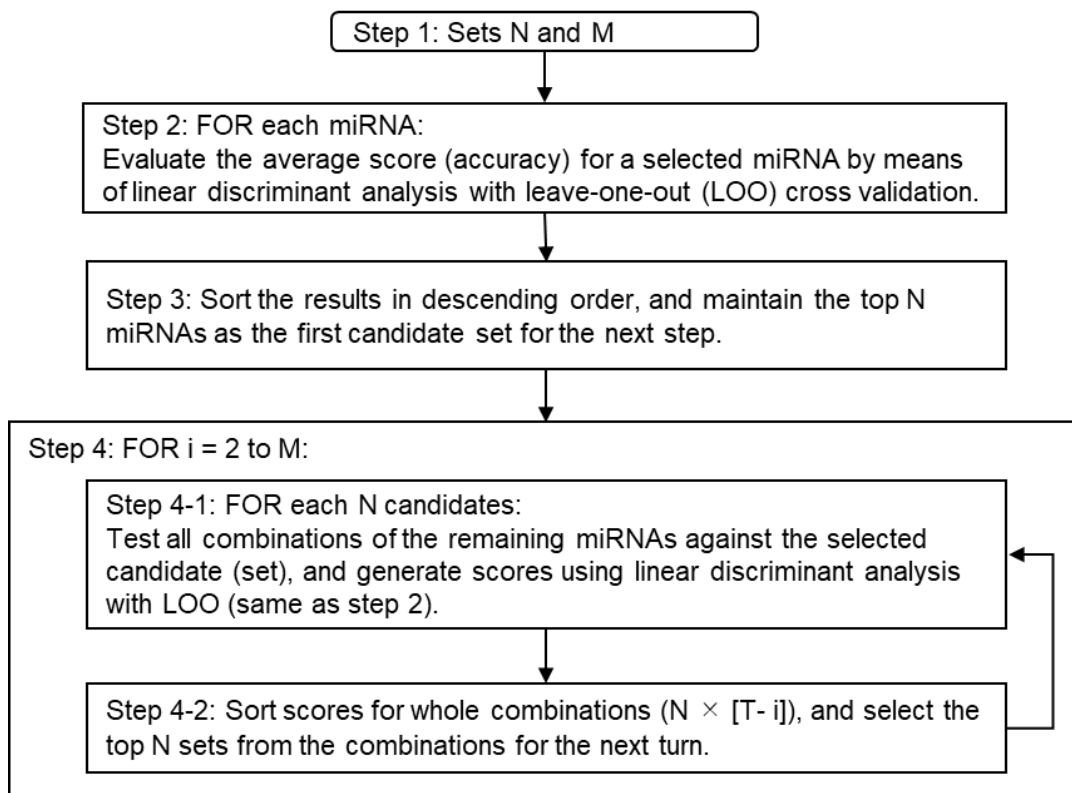 Step 1: Sets N and M
Step 2: FOR each miRNA:
Evaluate the average score (accuracy) for a selected miRNA by means
of linear discriminant analysis with leave-one-out (LOO) cross validation.
Step 3: Sort the results in descending order, and maintain the top N
miRNAs as the first candidate set for the next step.
Step 4: FOR i = 2 to M:
Step 4-1: FOR each N candidates:
Test all combinations of the remaining miRNAs against the selected
candidate (set), and generate scores using linear discriminant analysis
with LOO (same as step 2).
Step 4-2: Sort scores for whole combinations (N × [T- i]), and select the
top N sets from the combinations for the next turn.